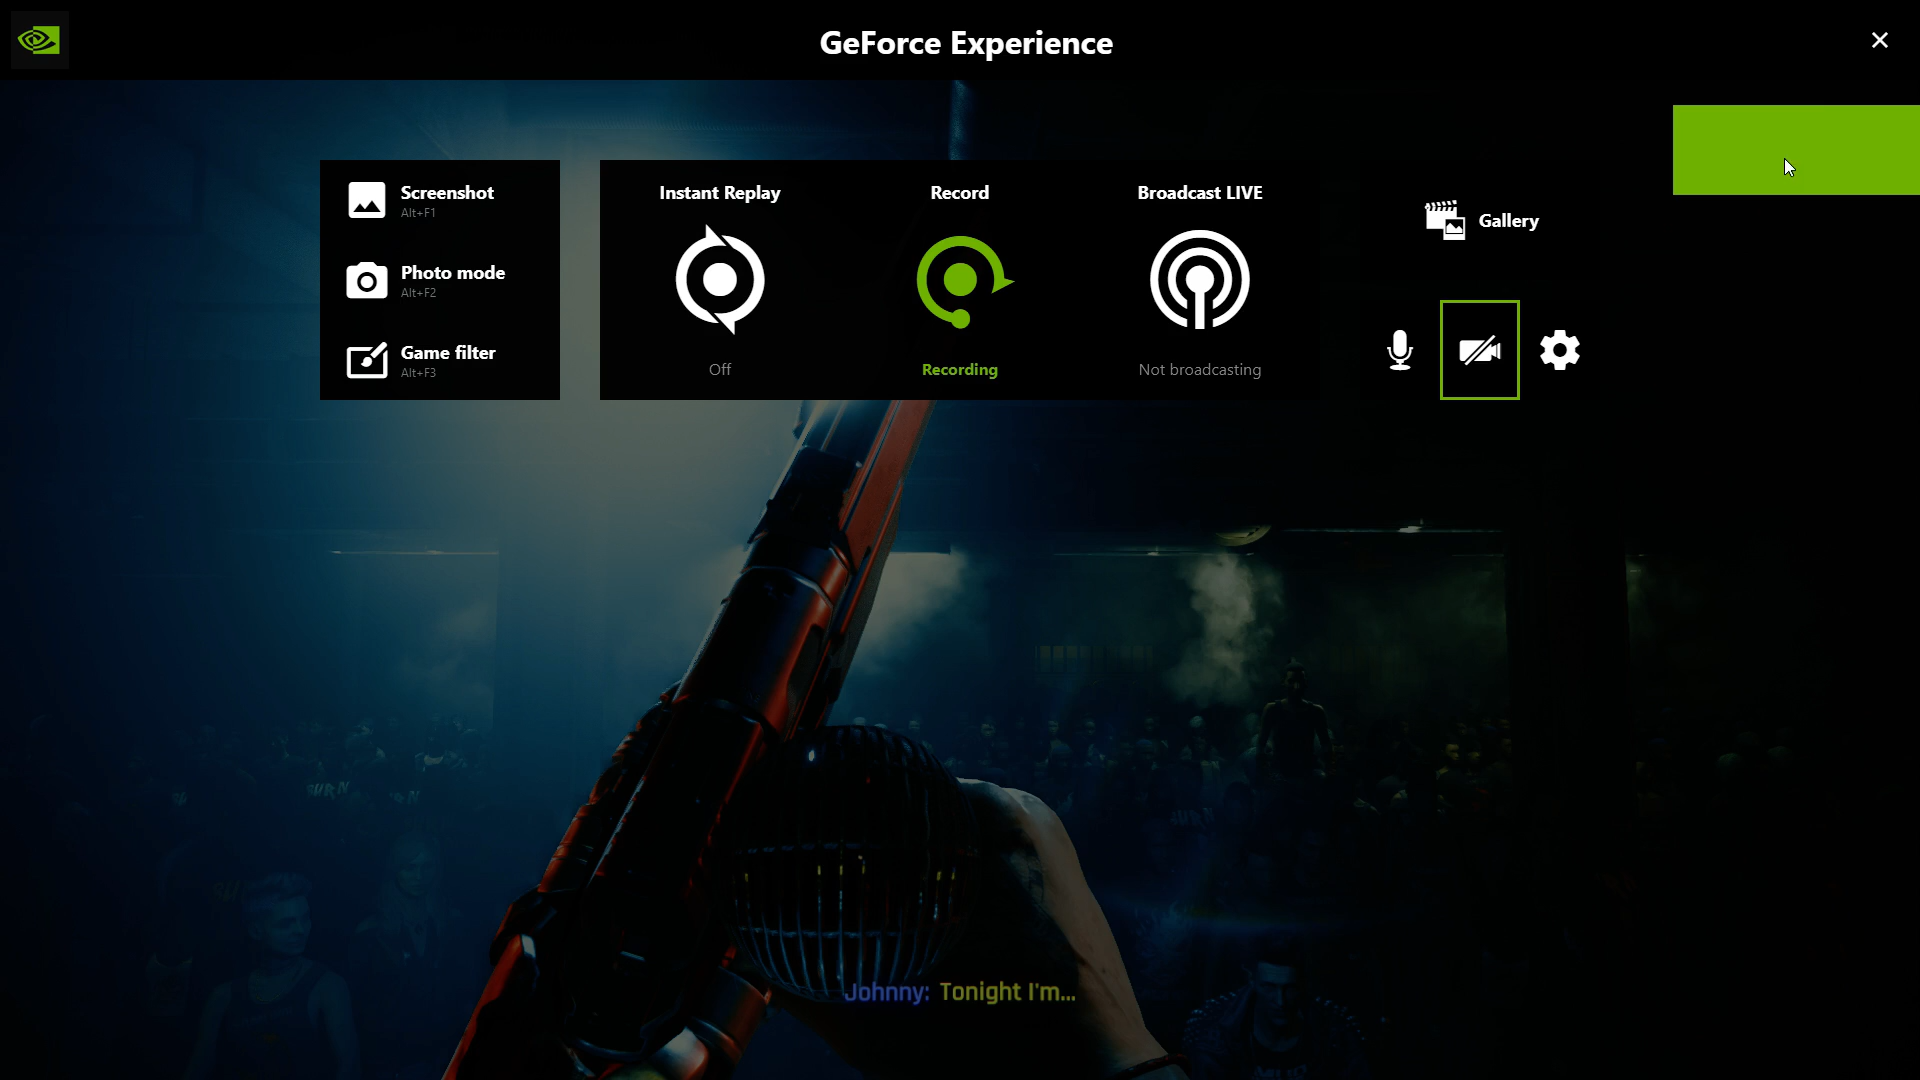 GeForce Experience
Screenshot
Alt+F1
Photo mode
Alt+F2
Game filter
Alt+F3
Instant Replay
Off
Record
Recording
Broadcast LIVE
Not broadcasting
Gallery
Johnny: Tonight I'm...